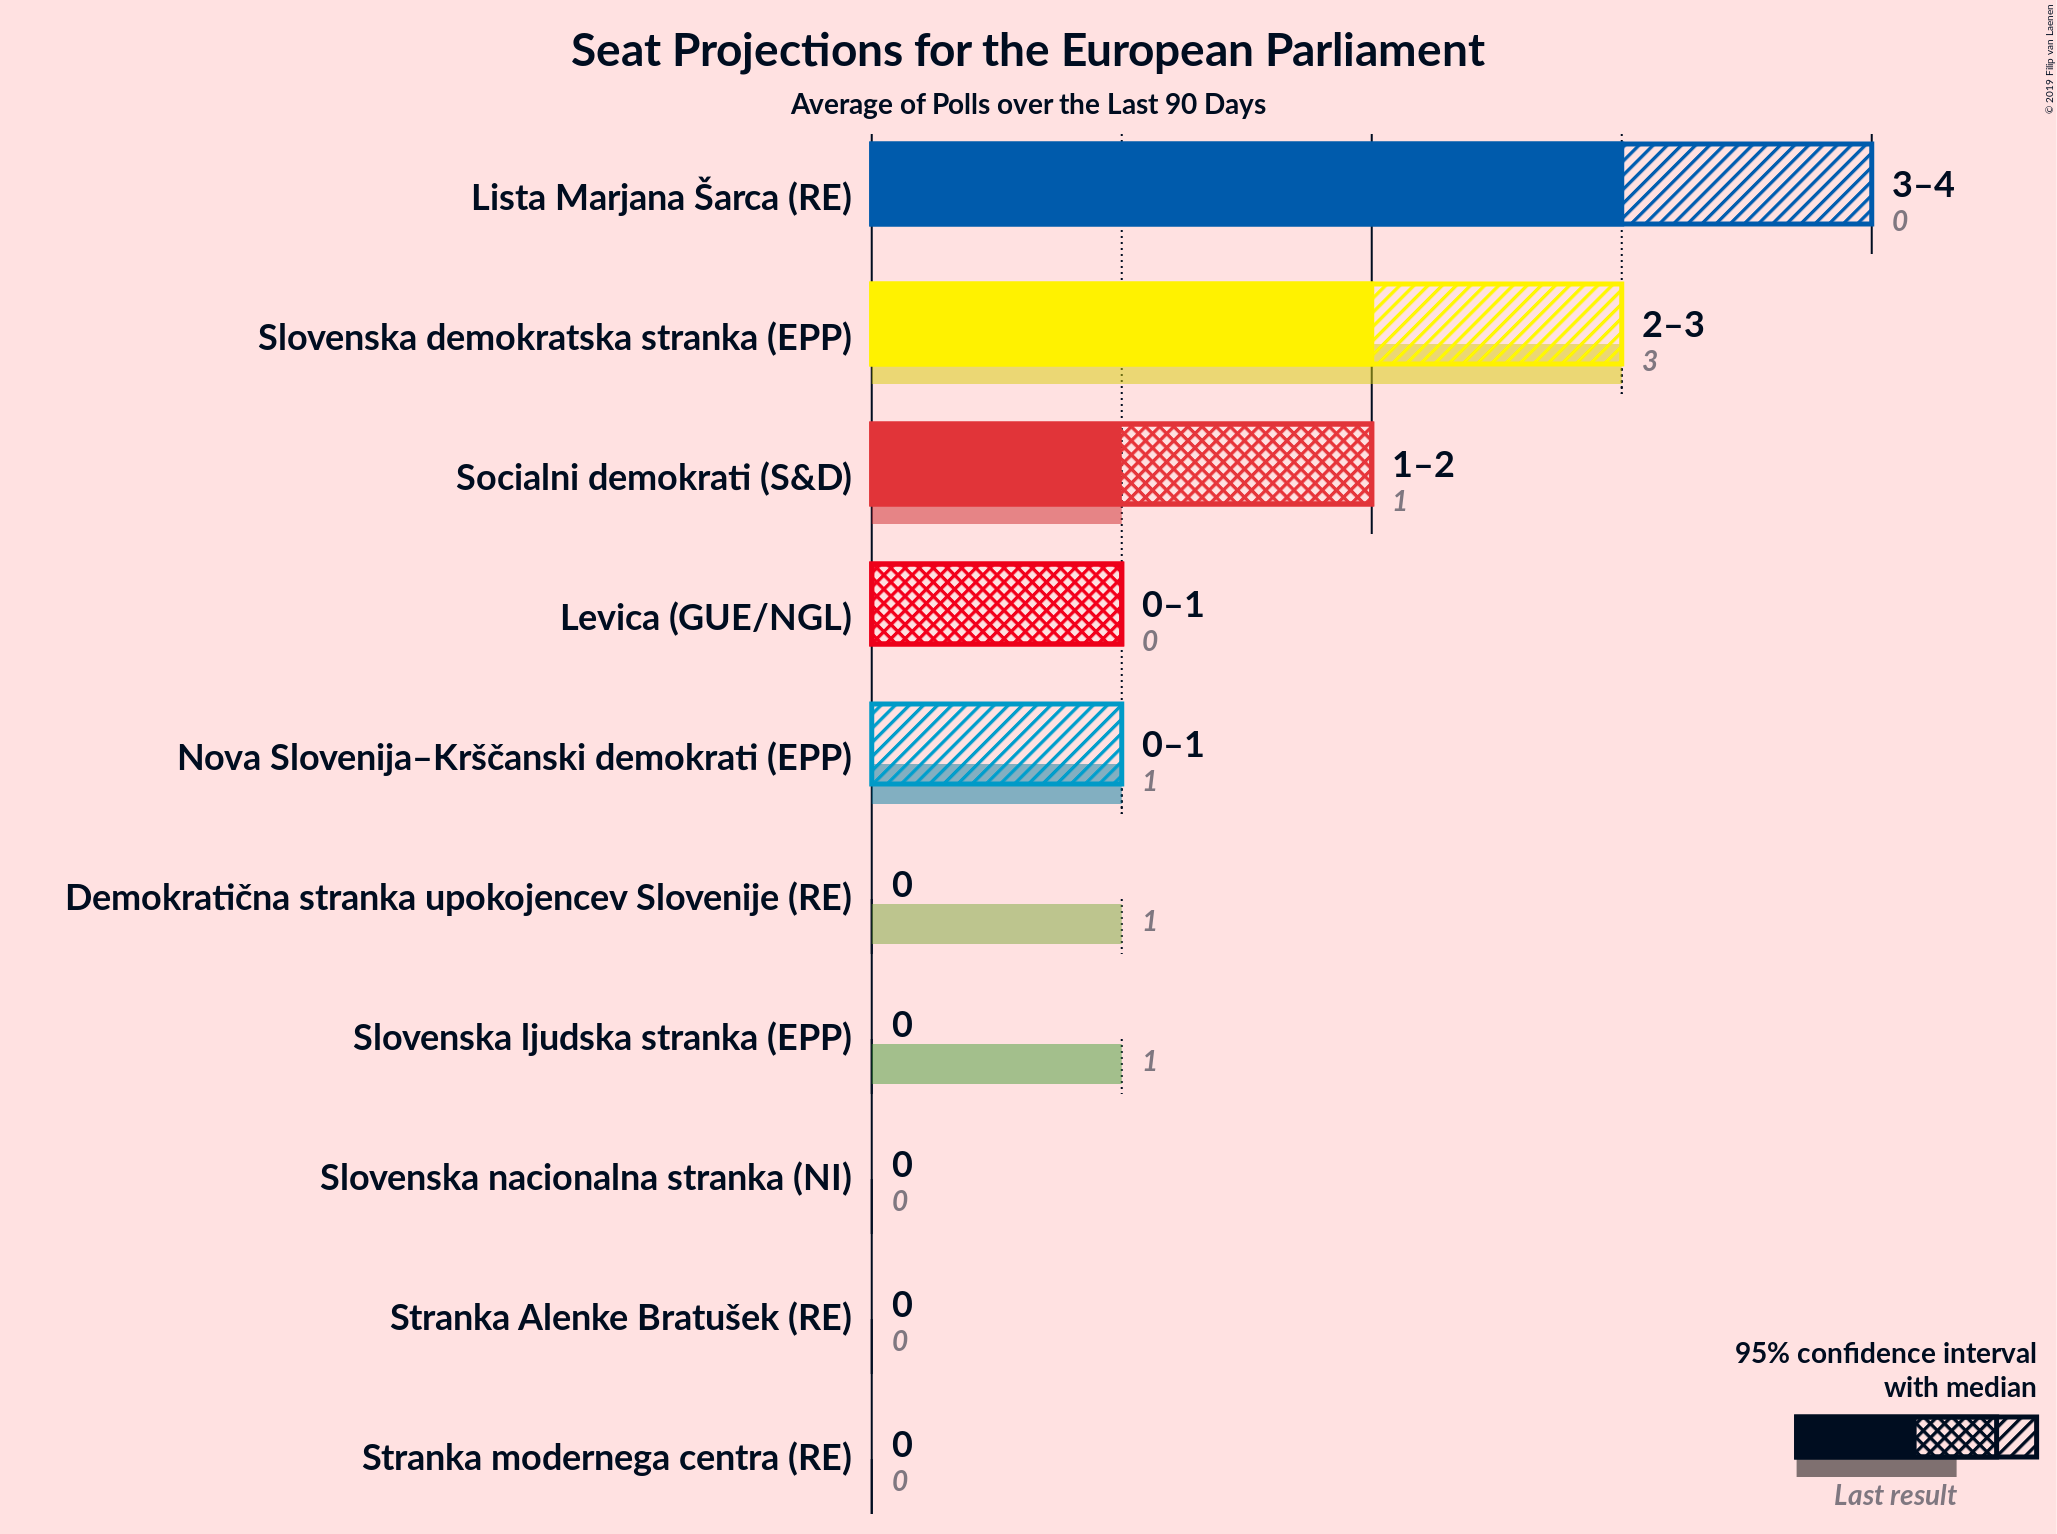 Seat Projections for the European Parliament
Average of Polls over the Last 90 Days
© 2019 Filip van Laenen
Lista Marjana Šarca (RE)
3–4
0
Slovenska demokratska stranka (EPP)
2–3
3
Socialni demokrati (S&D)
1–2
1
Levica (GUE/NGL)
0–1
0
Nova Slovenija–Krščanski demokrati (EPP)
0–1
1
Demokratična stranka upokojencev Slovenije (RE)
0
1
Slovenska ljudska stranka (EPP)
0
1
Slovenska nacionalna stranka (NI)
0
0
Stranka Alenke Bratušek (RE)
0
0
Stranka modernega centra (RE)
0
0
95% confidence interval
with median
Last result